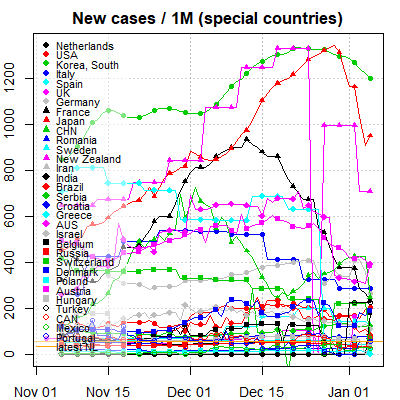 New cases / 1M (special countries)
Netherlands
USA
Korea, South
Italy
Spain
UK
Germany
France
Japan
CHN
Romania
Sweden
New Zealand
Iran
India
Brazil
Serbia
Croatia
Greece
AUS
Israel
Belgium
Russia
Switzerland
Denmark
Poland
Austria
Hungary
Turkey
CAN
Mexico
Portugal
latest NL
0
200
400
600
800
1000
1200
Nov 01
Nov 15
Dec 01
Dec 15
Jan 01